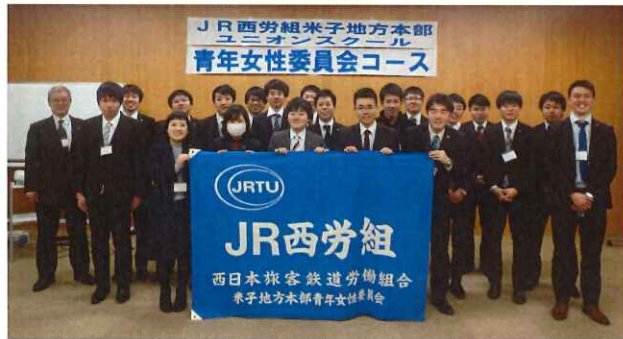 JR西労組米子地方本部
ユニオンスクール
青年女性委員会コース
JRTU
JR西労組
西日本旅客鉄道労働組合
米子地方本部青年女性委員会